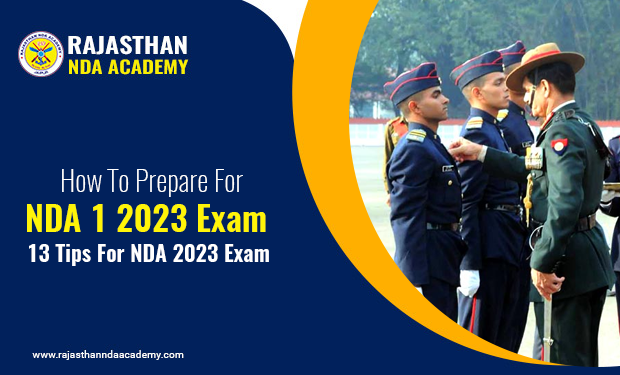 RAJASTHAN
NDA ACADEMY
How To Prepare For
NDA 1 2023 Exam
13 Tips For NDA 2023 Exam
www.rajasthanndaacademy.com